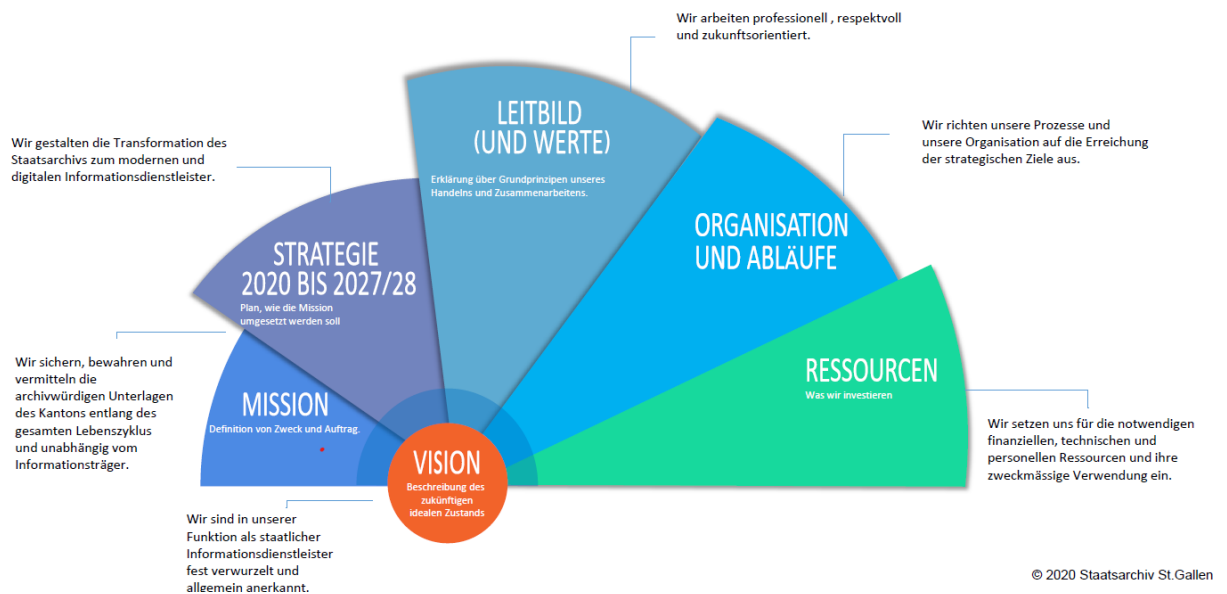 Wir arbeiten professionell , respektvoll
und zukunftsorientiert.
LEITBILD
(UND WERTE)
Erklärung über Grundprinzipien unseres
Handelns und Zusammenarbeitens.
Wir gestalten die Transformation des
Staatsarchivs zum modernen und
digitalen Informationsdienstleister.
Wir richten unsere Prozesse und
unsere Organisation auf die Erreichung
der strategischen Ziele aus.
STRATEGIE
2020 BIS 2027/28
Plan, wie die Mission
umgesetzt werden soll
ORGANISATION
UND ABLÄUFE
Wir sichern, bewahren und
vermitteln die
archivwürdigen Unterlagen
des Kantons entlang des
gesamten Lebenszyklus
und unabhängig vom
Informationsträger.
MISSION
Definition von Zweck und Auftrag.
RESSOURCEN
Was wir investieren
Wir setzen uns für die notwendigen
finanziellen, technischen und
personellen Ressourcen und ihre
zweckmässige Verwendung ein.
VISION
Beschreibung des
zukünftigen
idealen Zustands
Wir sind in unserer
Funktion als staatlicher
Informationsdienstleister
fest verwurzelt und
allgemein anerkannt.
© 2020 Staatsarchiv St.Gallen